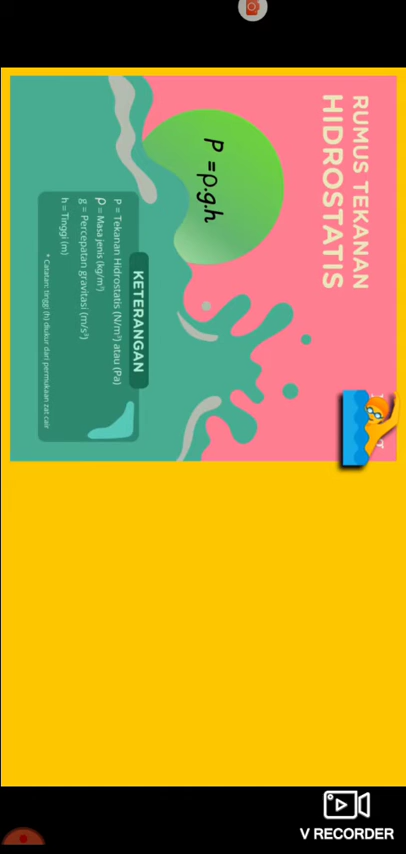 RUMUS TEKANAN
HIDROSTATIS
P = ρ.g.h
KETERANGAN
P = Tekanan Hidrostatis (N/m²) atau (Pa)
ρ = Masa jenis (kg/m³)
g = Percepatan gravitasi (m/s²)
h = Tinggi (m)
* Catatan: tinggi (h) diukur dari permukaan zat cair
V RECORDER